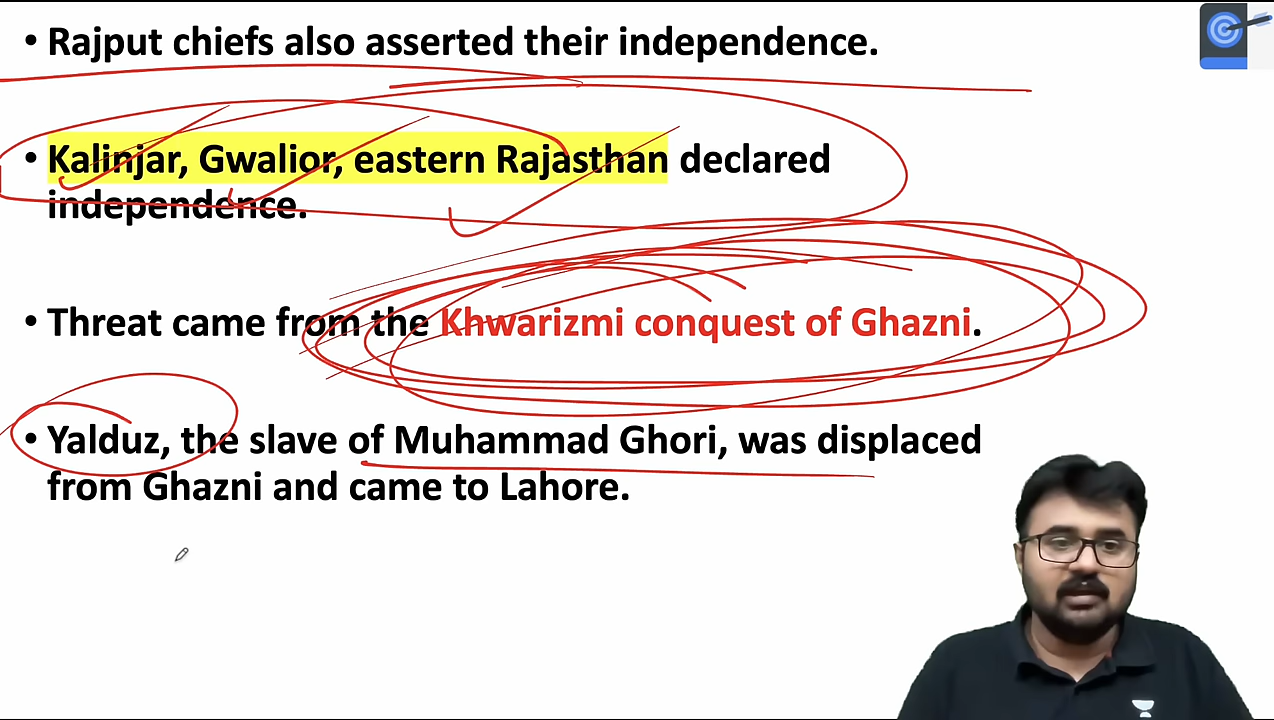 • Rajput chiefs also asserted their independence.
• Kalinjar, Gwalior, eastern Rajasthan declared
independence.
• Threat came from the Khwarizmi conquest of Ghazni.
• Yalduz, the slave of Muhammad Ghori, was displaced
from Ghazni and came to Lahore.